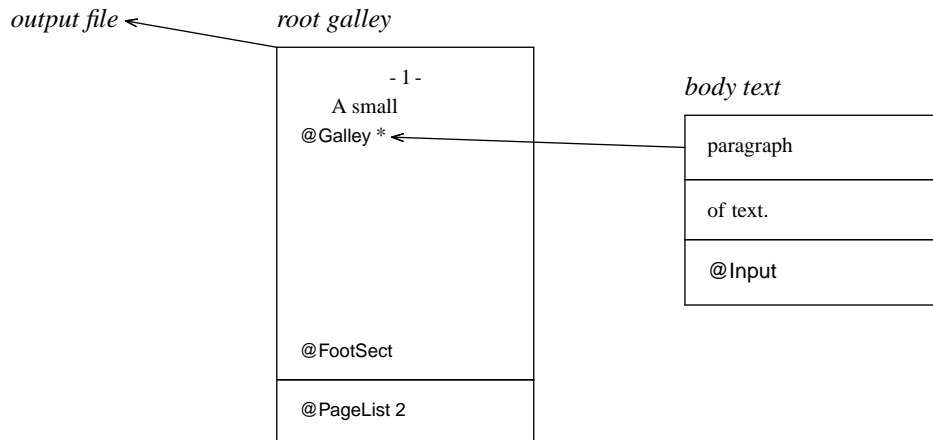 output file
root galley
- 1 -
A small
@Galley *
@FootSect
@PageList 2
body text
paragraph
of text.
@Input